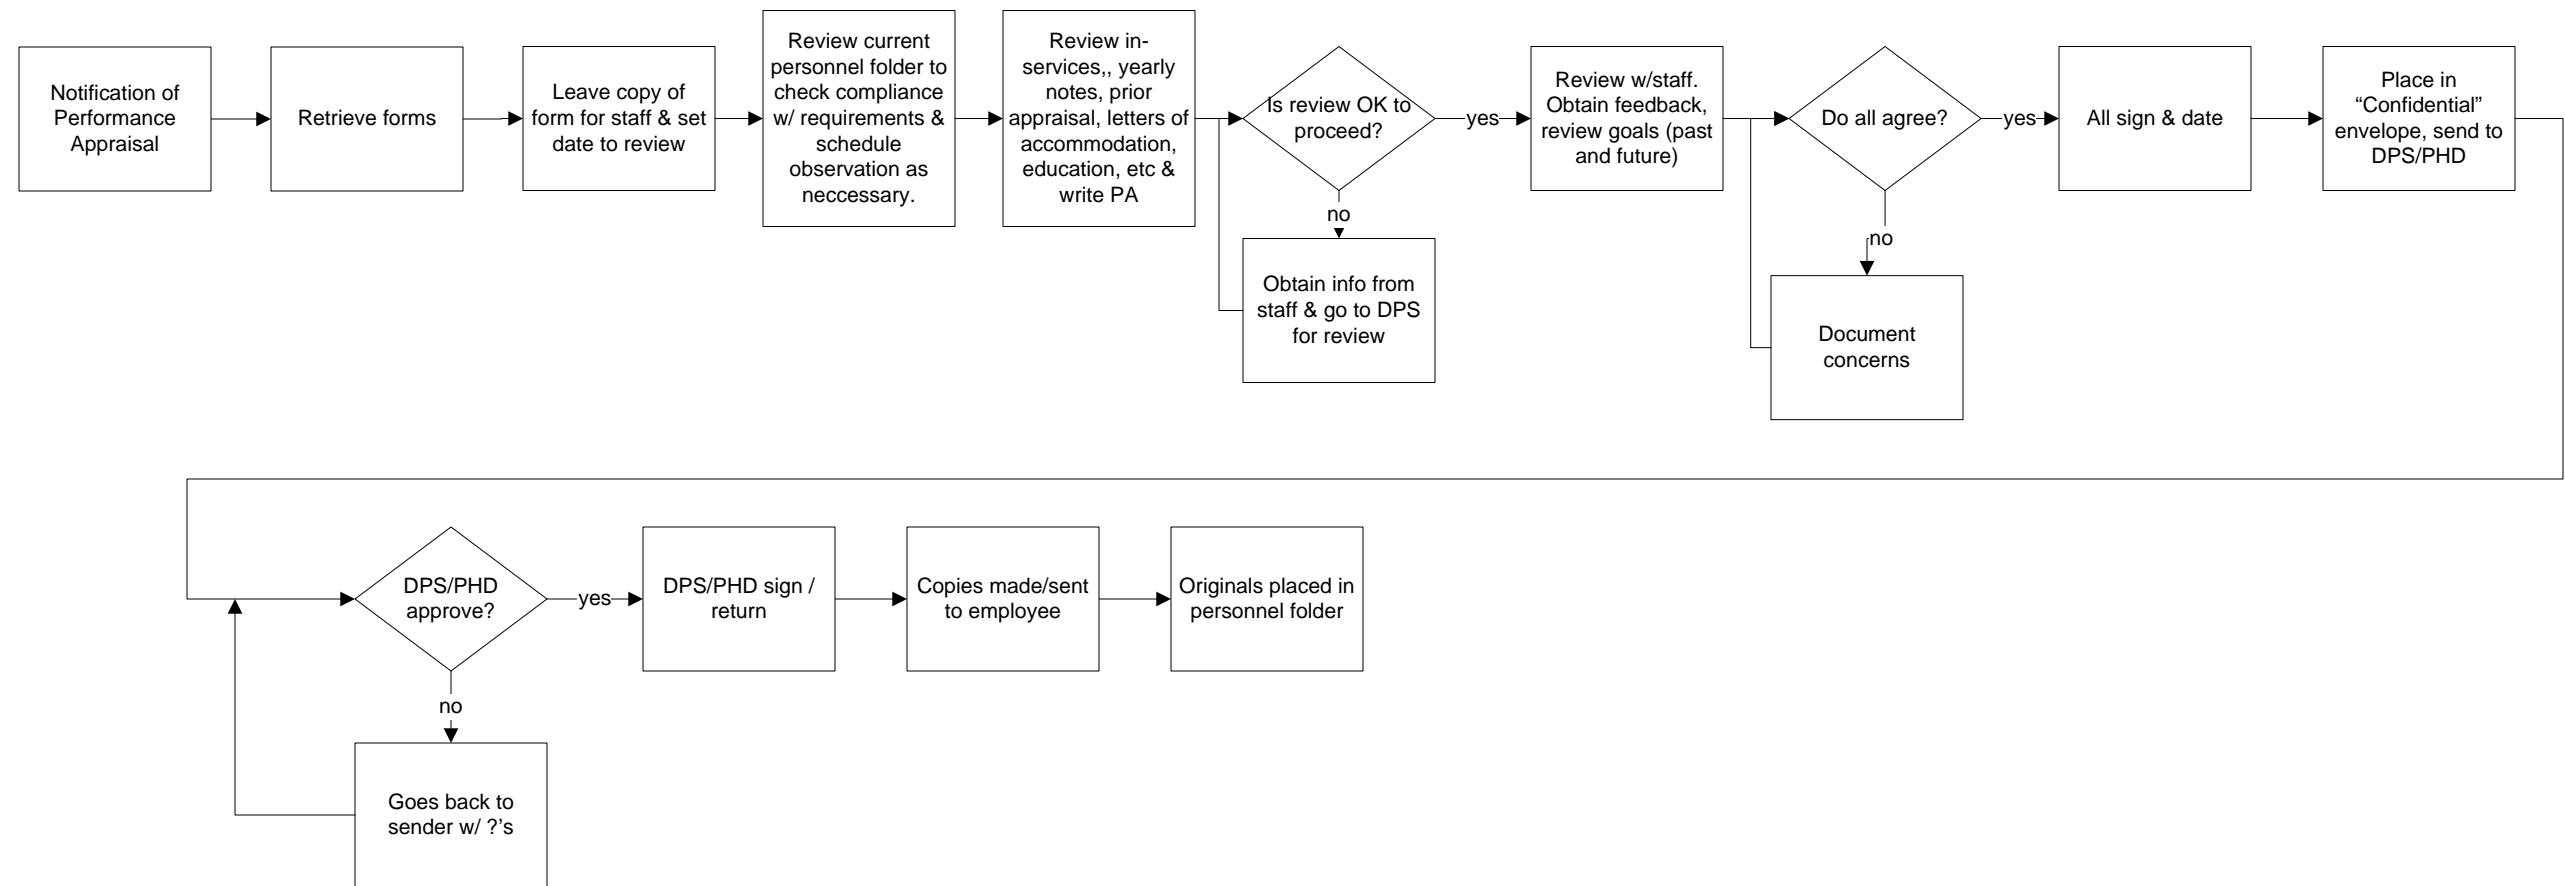 Notification of
Performance
Appraisal
Retrieve forms
Leave copy of
form for staff & set
date to review
Review current
personnel folder to
check compliance
w/ requirements &
schedule
observation as
neccessary.
Review in-
services,, yearly
notes, prior
appraisal, letters of
accommodation,
education, etc &
write PA
Is review OK to
proceed?
yes
no
Obtain info from
staff & go to DPS
for review
Review w/staff.
Obtain feedback,
review goals (past
and future)
Do all agree?
yes
no
Document
concerns
All sign & date
Place in
“Confidential”
envelope, send to
DPS/PHD
DPS/PHD
approve?
yes
no
Goes back to
sender w/ ?’s
DPS/PHD sign /
return
Copies made/sent
to employee
Originals placed in
personnel folder